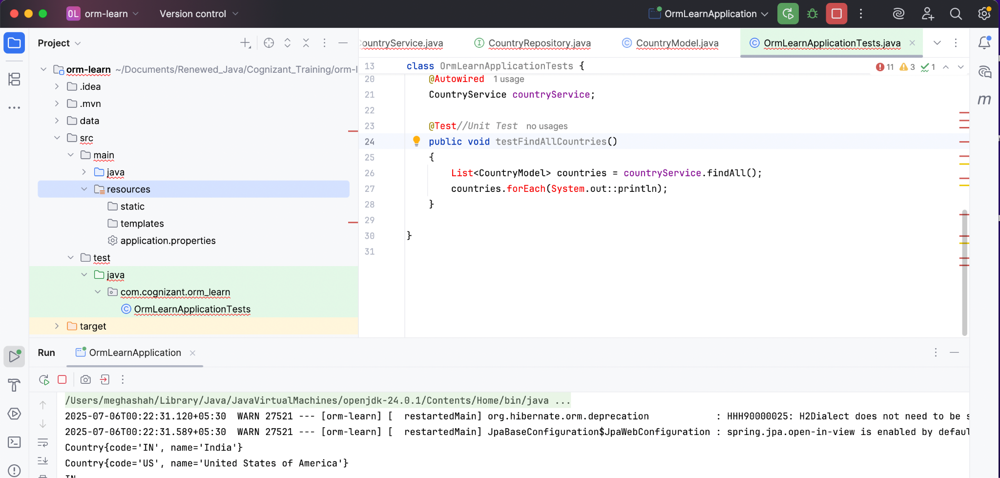 OL orm-learn
Version control
OrmLearnApplication
Project
CountryRepository.java
CountryModel.java
OrmLearnApplicationTests.java
orm-learn ~/Documents/Renewed_Java/Cognizant_Training/orm-l
.idea
.mvn
data
src
main
java
resources
static
templates
application.properties
test
java
com.cognizant.orm_learn
OrmLearnApplicationTests
target
11 3 1
13 class OrmLearnApplicationTests {
20 @Autowired 1 usage
21 CountryService countryService;
22
23 @Test//Unit Test no usages
24 public void testFindAllCountries()
25 {
26 List<CountryModel> countries = countryService.findAll();
27 countries.forEach(System.out::println);
28 }
29
30 }
31
m
Run
OrmLearnApplication
/Users/meghashah/Library/Java/JavaVirtualMachines/openjdk-24.0.1/Contents/Home/bin/java ...
2025-07-06T00:22:31.120+05:30 WARN 27521 --- [orm-learn] [ restartedMain] org.hibernate.orm.deprecation : HHH90000025: H2Dialect does not need to be s
2025-07-06T00:22:31.589+05:30 WARN 27521 --- [orm-learn] [ restartedMain] JpaBaseConfiguration$JpaWebConfiguration : spring.jpa.open-in-view is enabled by defaul
Country{code='IN', name='India'}
Country{code='US', name='United States of America'}